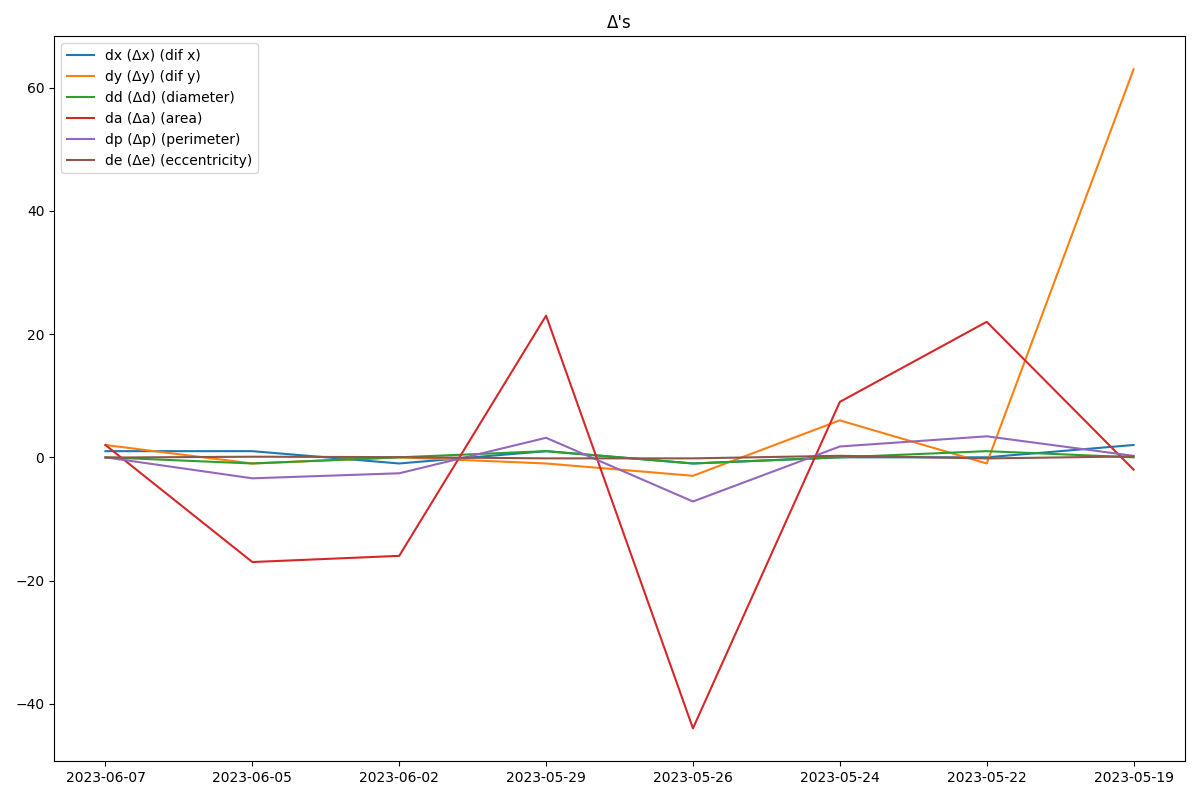 Δ's
dx (Δx) (dif x)
dy (Δy) (dif y)
dd (Δd) (diameter)
da (Δa) (area)
dp (Δp) (perimeter)
de (Δe) (eccentricity)
60
40
20
0
−20
−40
2023-06-07 2023-06-05 2023-06-02 2023-05-29 2023-05-26 2023-05-24 2023-05-22 2023-05-19